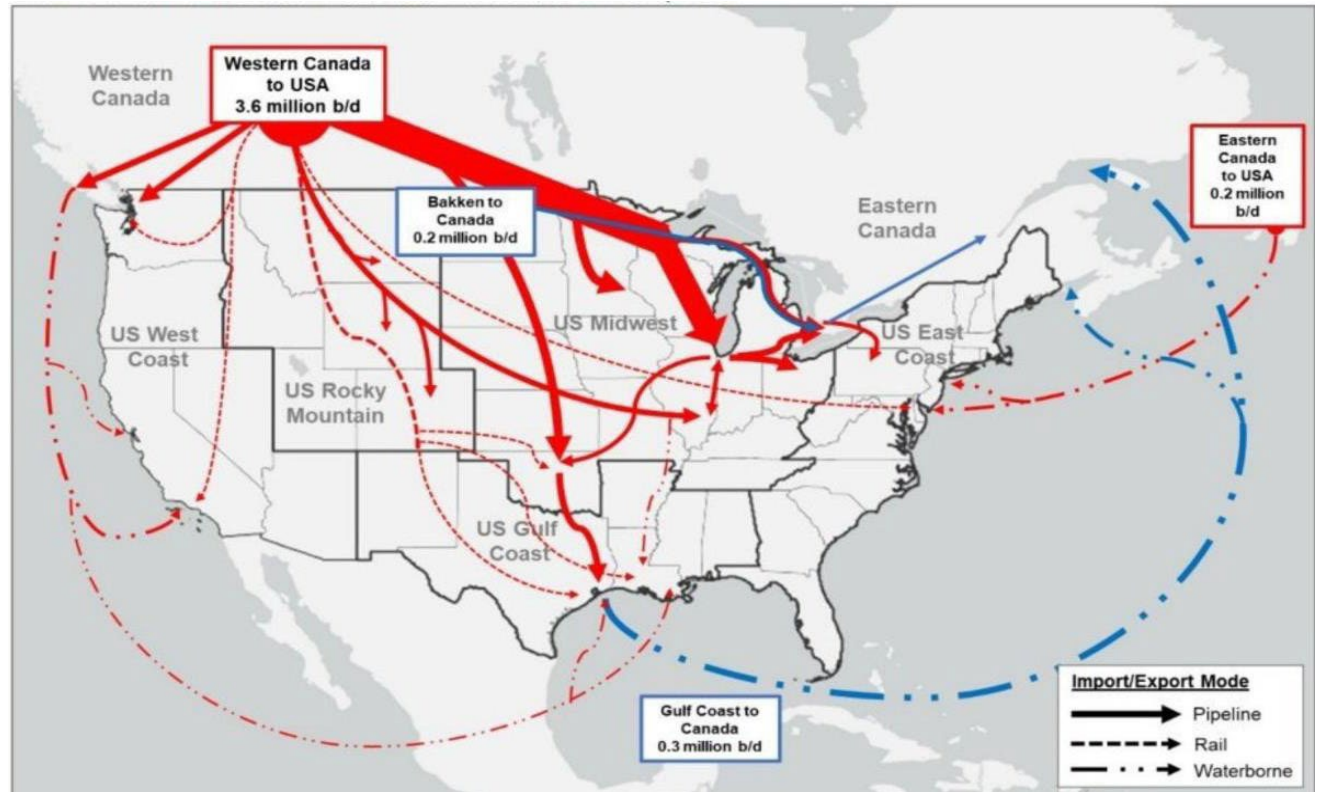 Western
Canada
Western Canada
to USA
3.6 million b/d
Eastern
Canada
to USA
0.2 million
b/d
Bakken to
Canada
0.2 million b/d
Eastern
Canada
US West
Coast
US Rocky
Mountain
US Midwest
US East
Coast
US Gulf
Coast
Gulf Coast to
Canada
0.3 million b/d
Import/Export Mode
Pipeline
Rail
Waterborne